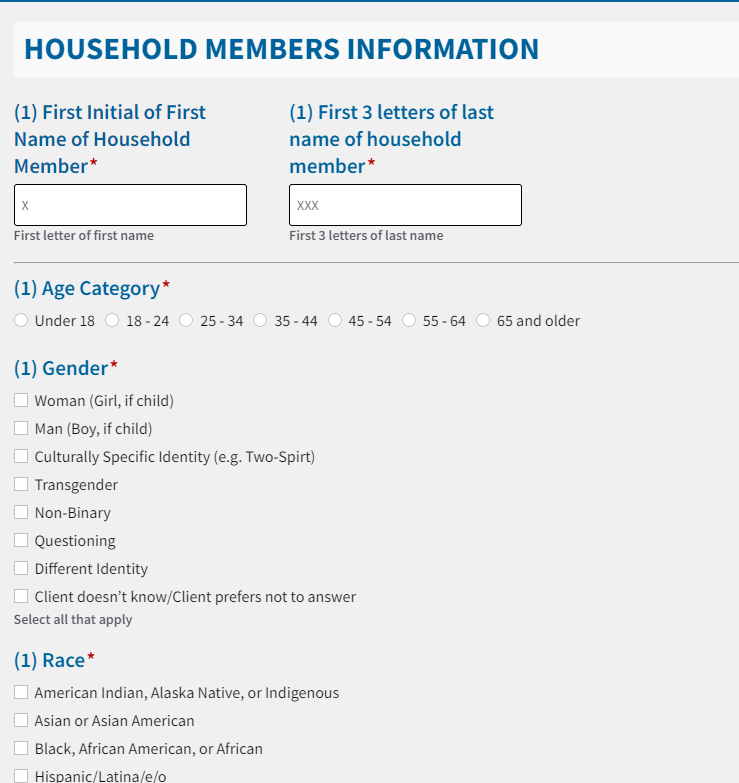 HOUSEHOLD MEMBERS INFORMATION
(1) First Initial of First
Name of Household
Member*
(1) First 3 letters of last
name of household
member*
X
XXX
First letter of first name
First 3 letters of last name
(1) Age Category*
Under 18 18 - 24 25 - 34 35 - 44 45 - 54 55 - 64 65 and older
(1) Gender*
Woman (Girl, if child)
Man (Boy, if child)
Culturally Specific Identity (e.g. Two-Spirt)
Transgender
Non-Binary
Questioning
Different Identity
Client doesn’t know/Client prefers not to answer
Select all that apply
(1) Race*
American Indian, Alaska Native, or Indigenous
Asian or Asian American
Black, African American, or African
Hispanic/Latina/e/o